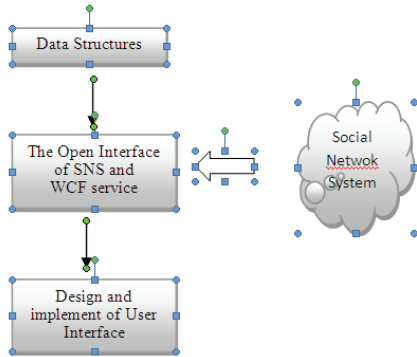 Data Structures
The Open Interface
of SNS and
WCF service
Social
Netwok
System
Design and
implement of User
Interface